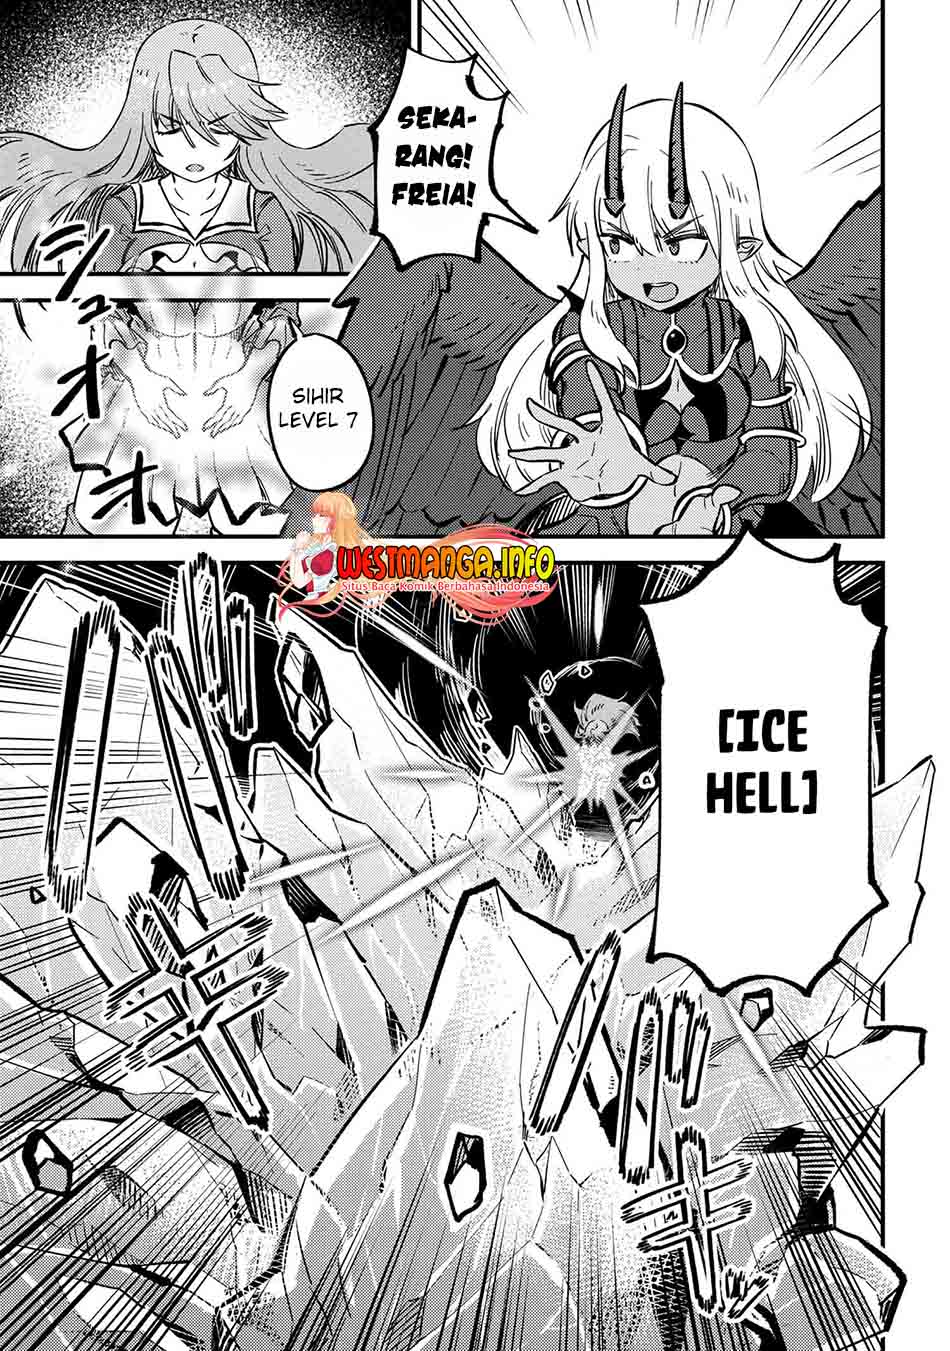 SEKA-
RANG!
FREIA!
SIHIR
LEVEL 7
WESTMANGA.INFO
Situs Baca Komik Berbahasa Indonesia
[ICE
HELL]